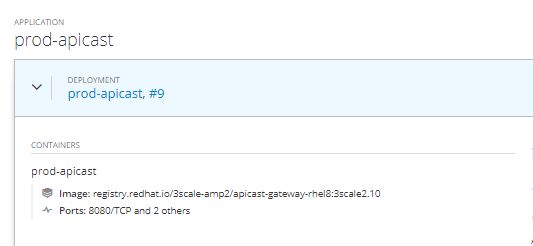 APPLICATION
prod-apicast
DEPLOYMENT
prod-apicast, #9
CONTAINERS
prod-apicast
Image: registry.redhat.io/3scale-amp2/apicast-gateway-rhel8:3scale2.10
Ports: 8080/TCP and 2 others